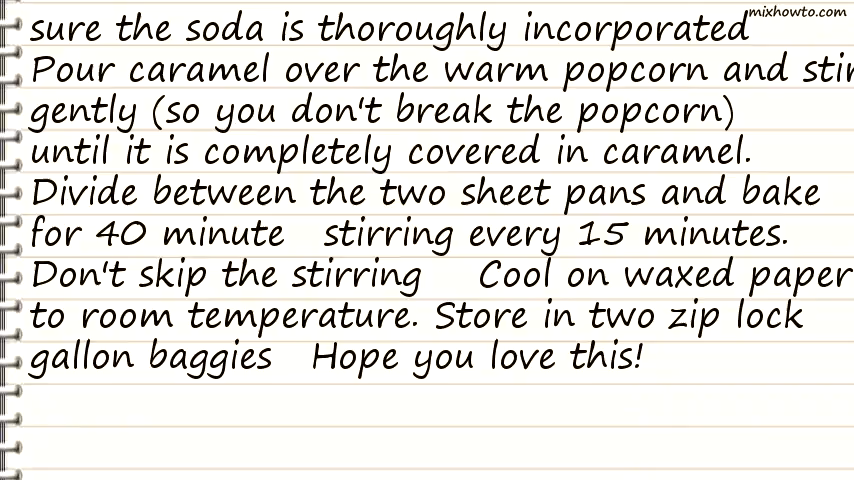 mixhowto.com
sure the soda is thoroughly incorporated
Pour caramel over the warm popcorn and stir
gently (so you don't break the popcorn)
until it is completely covered in caramel.
Divide between the two sheet pans and bake
for 40 minute   stirring every 15 minutes.
Don't skip the stirring     Cool on waxed paper
to room temperature. Store in two zip lock
gallon baggies   Hope you love this!